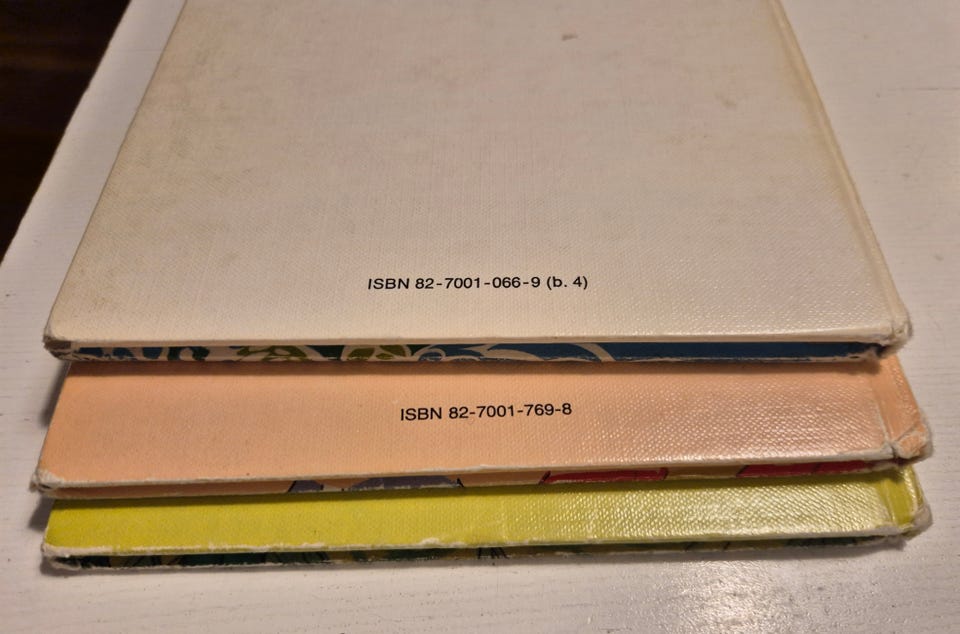 ISBN 82-7001-066-9 (b. 4)
ISBN 82-7001-769-8